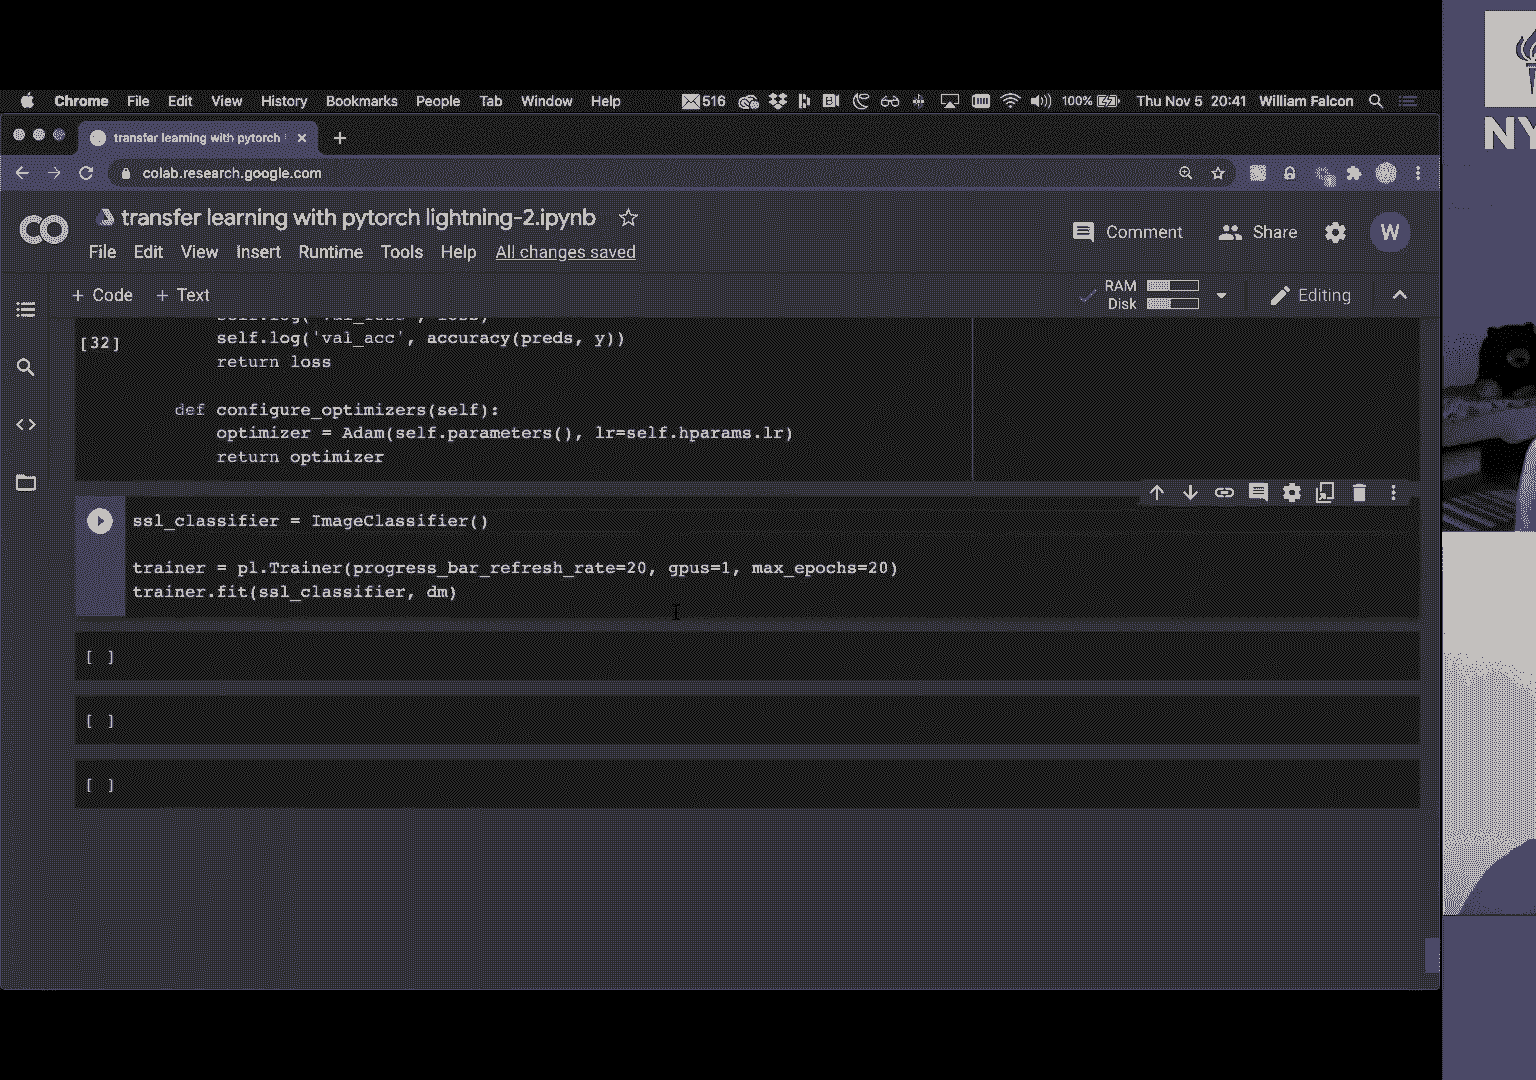 Chrome File Edit View History Bookmarks People Tab Window Help 516 100% Thu Nov 5 20:41 William Falcon
transfer learning with pytorch
colab.research.google.com
NY
CO transfer learning with pytorch lightning-2.ipynb
Comment Share W
File Edit View Insert Runtime Tools Help All changes saved
+ Code + Text
RAM
Disk
Editing
[32]
self.log('val_acc', accuracy(preds, y))
return loss
def configure_optimizers(self):
optimizer = Adam(self.parameters(), lr=self.hparams.lr)
return optimizer
ssl_classifier = ImageClassifier()
trainer = pl.Trainer(progress_bar_refresh_rate=20, gpus=1, max_epochs=20)
trainer.fit(ssl_classifier, dm)
[ ]
[ ]
[ ]